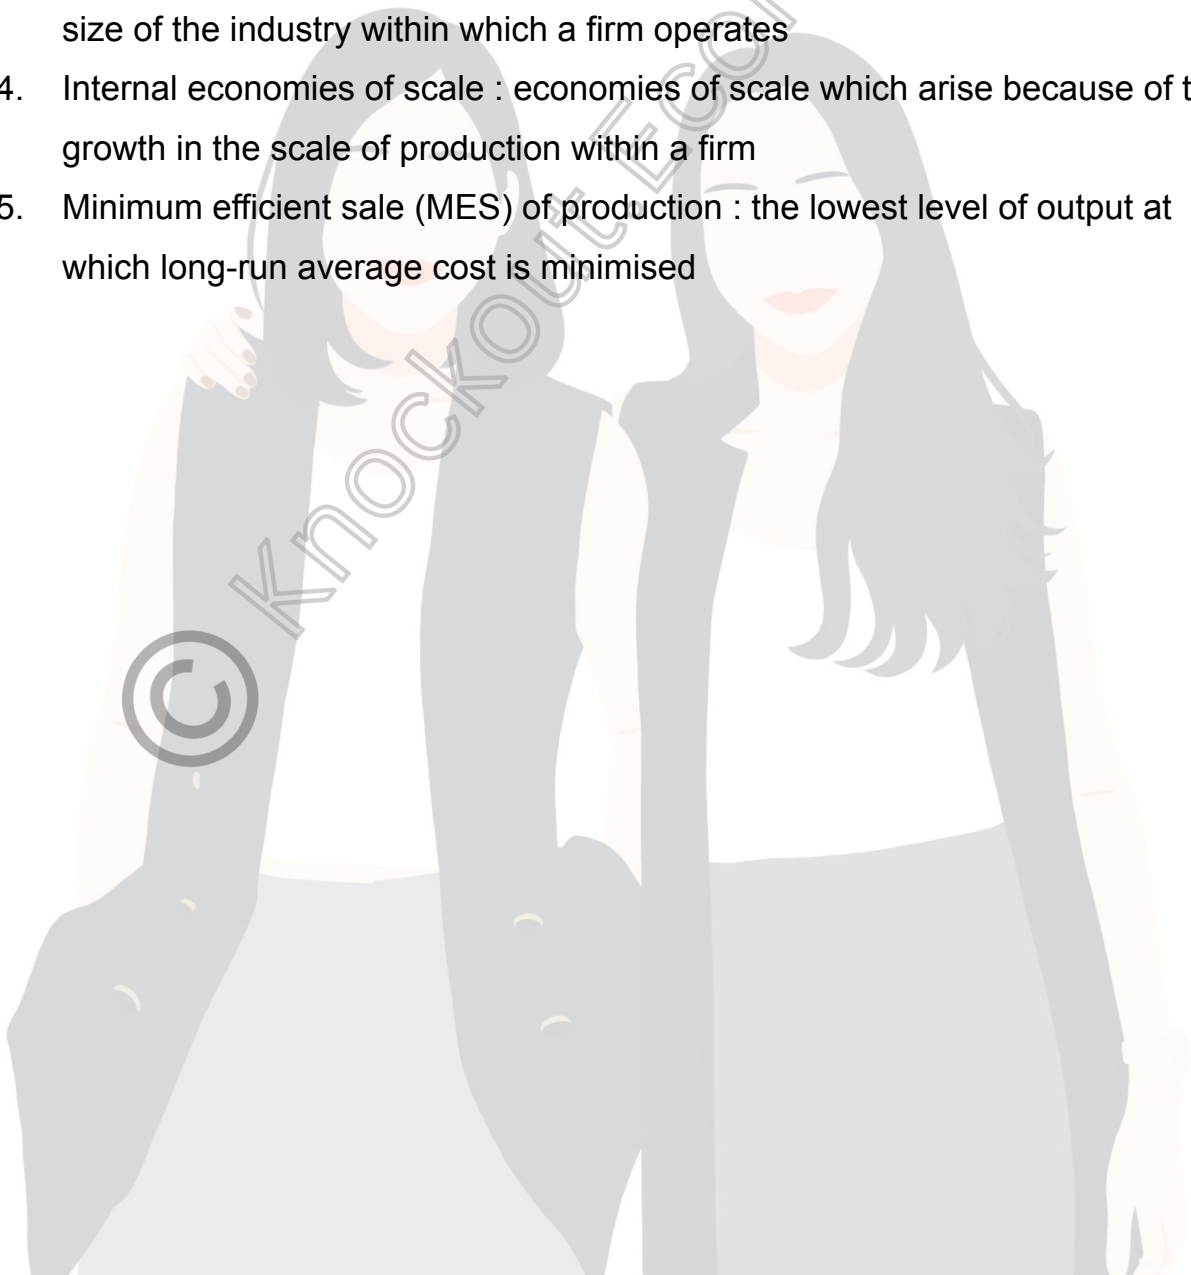 size of the industry within which a firm operates
4. Internal economies of scale : economies of scale which arise because of t
growth in the scale of production within a firm
5. Minimum efficient sale (MES) of production : the lowest level of output at
which long-run average cost is minimised
© Knockout.Eco